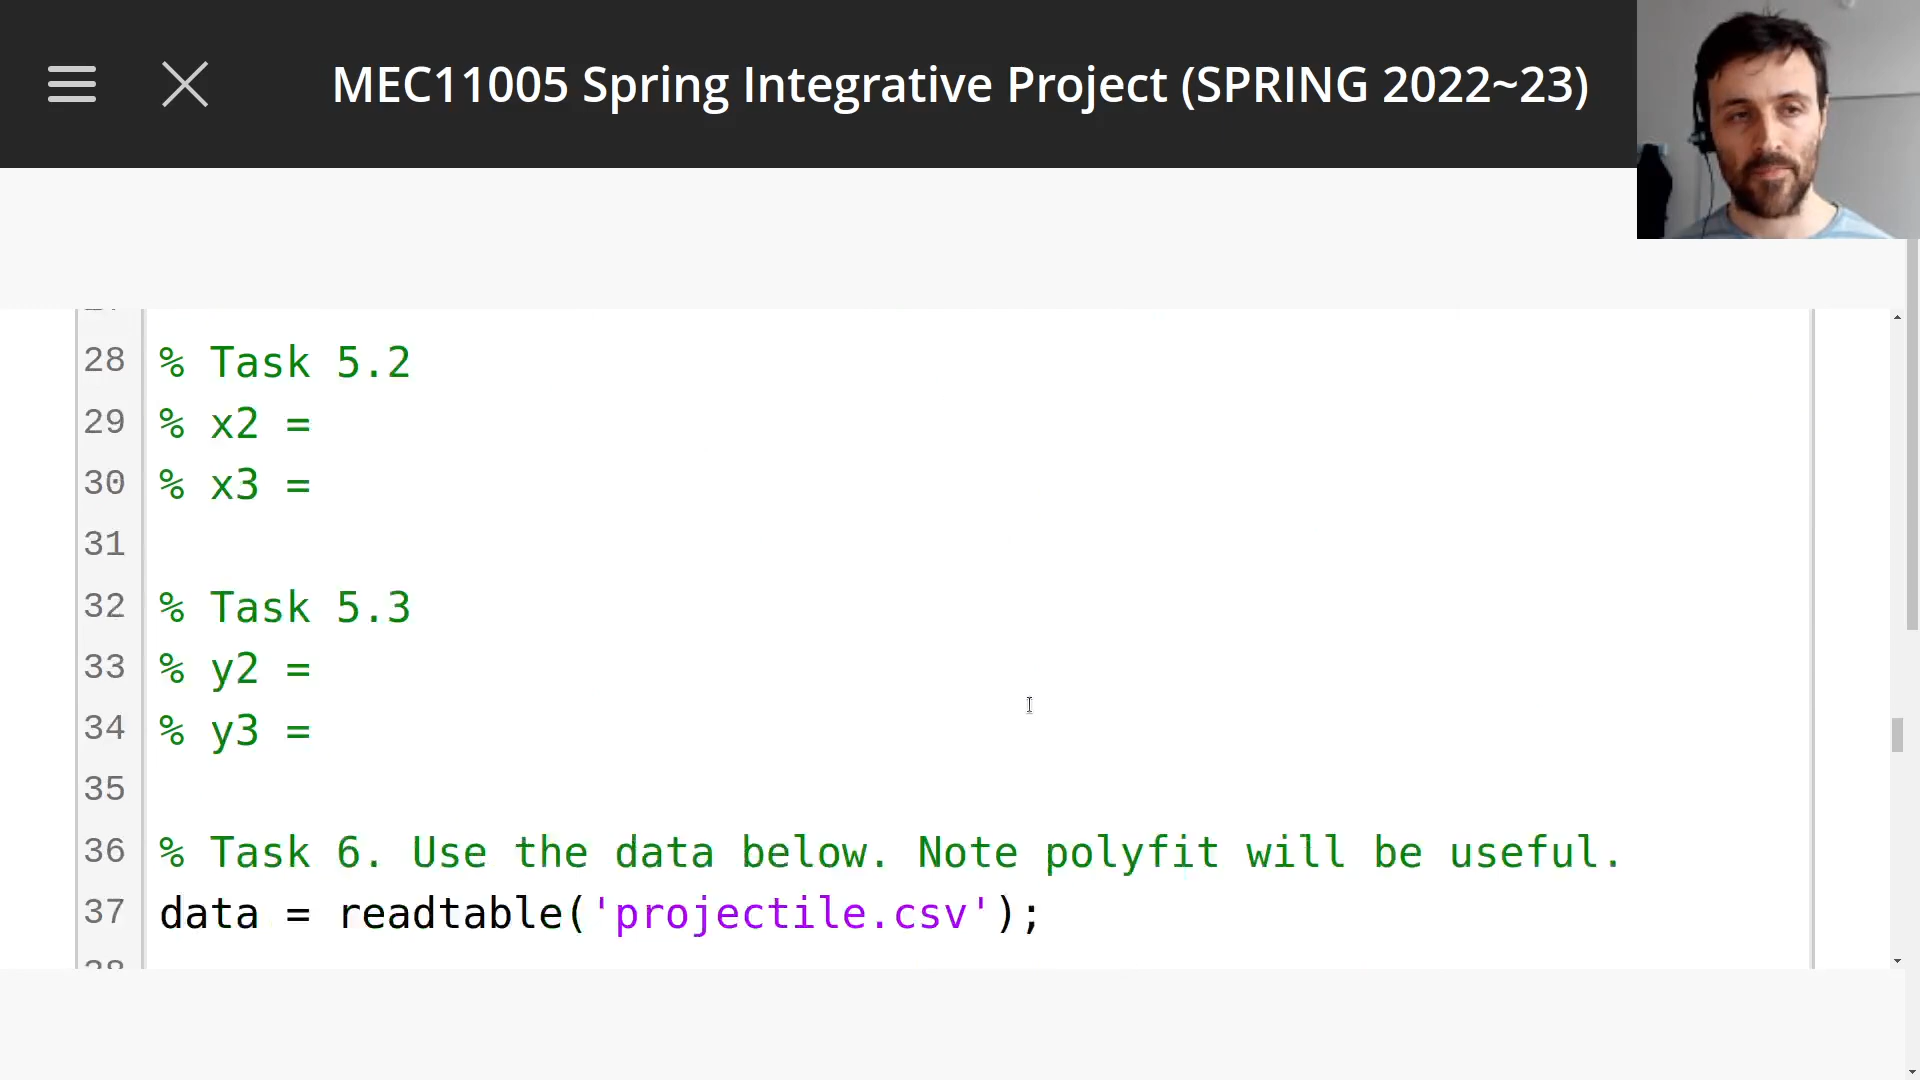 MEC11005 Spring Integrative Project (SPRING 2022~23)
28 % Task 5.2
29 % x2 =
30 % x3 =
31
32 % Task 5.3
33 % y2 =
34 % y3 =
35
36 % Task 6. Use the data below. Note polyfit will be useful.
37 data = readtable('projectile.csv');